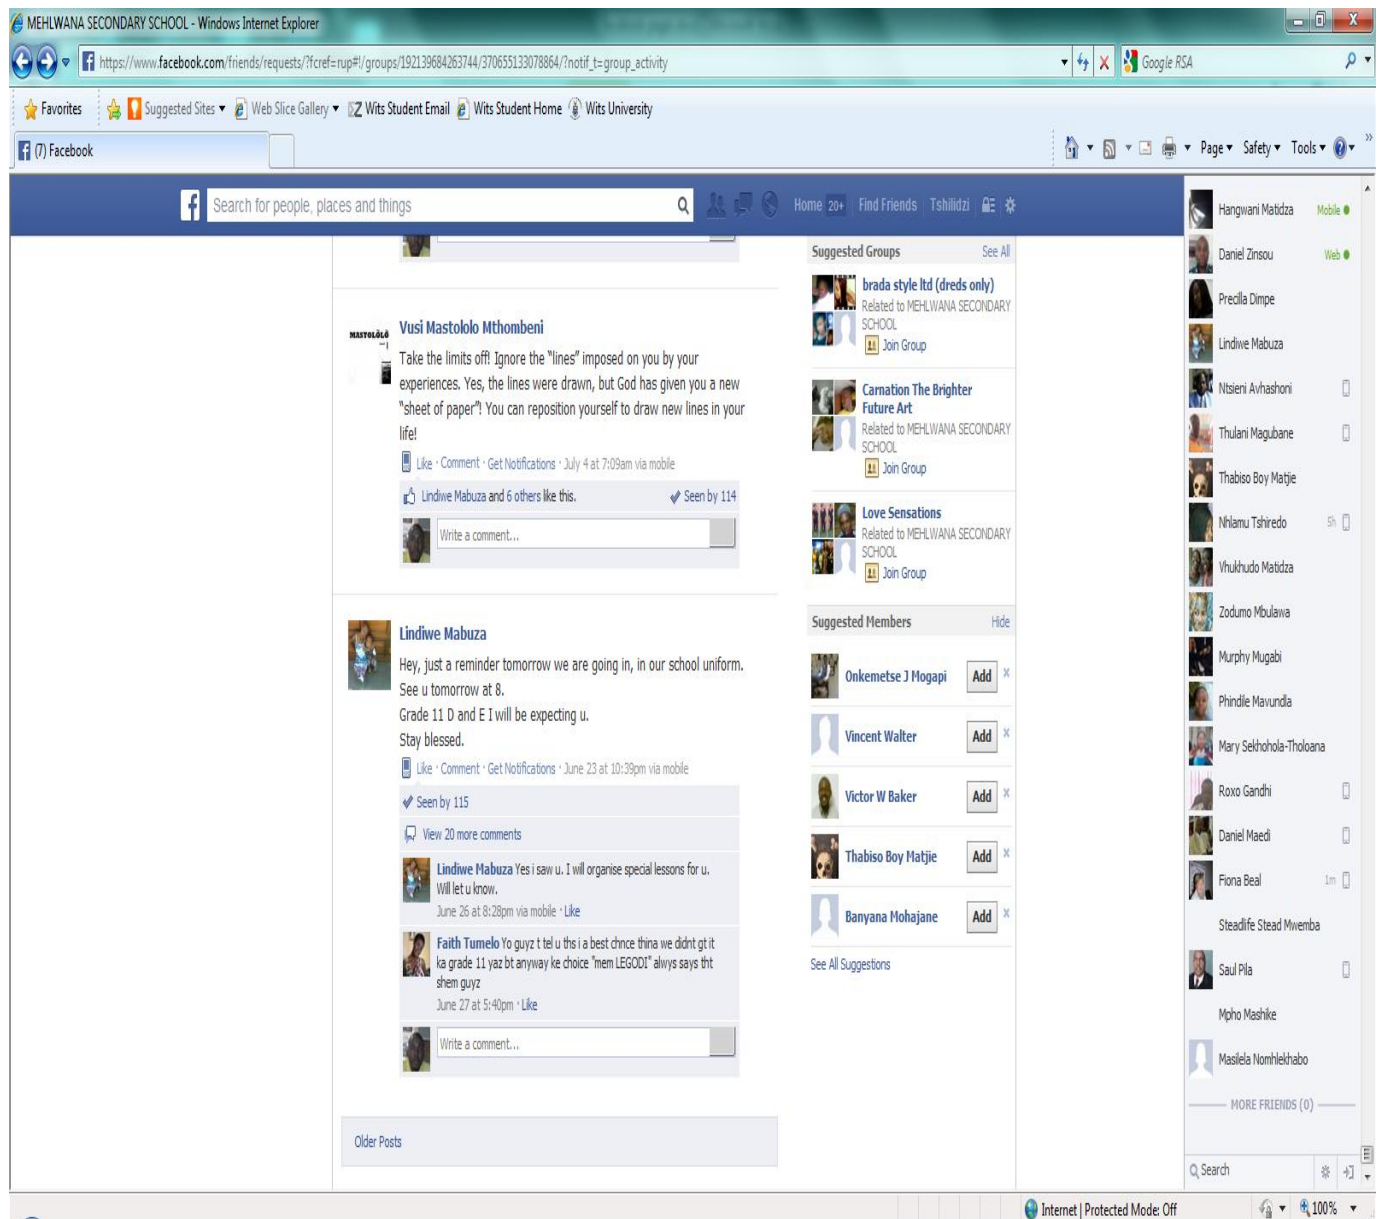 MEHLWANA SECONDARY SCHOOL - Windows Internet Explorer
https://www.facebook.com/friends/requests/?fcref=rup#!/groups/192139684263744/370655133078864/?notif_t=group_activity
Google RSA
Favorites Suggested Sites Web Slice Gallery Wits Student Email Wits Student Home Wits University
(7) Facebook
Page Safety Tools
Search for people, places and things
Home 20+ Find Friends Tshilidzi
Vusi Mastololo Mthombeni
MASTOLÓLÓ
Take the limits off! Ignore the "lines" imposed on you by your
experiences. Yes, the lines were drawn, but God has given you a new
"sheet of paper"! You can reposition yourself to draw new lines in your
life!
Like · Comment · Get Notifications · July 4 at 7:09am via mobile
Lindiwe Mabuza and 6 others like this. Seen by 114
Write a comment...
Lindiwe Mabuza
Hey, just a reminder tomorrow we are going in, in our school uniform.
See u tomorrow at 8.
Grade 11 D and E I will be expecting u.
Stay blessed.
Like · Comment · Get Notifications · June 23 at 10:39pm via mobile
Seen by 115
View 20 more comments
Lindiwe Mabuza Yes i saw u. I will organise special lessons for u.
Will let u know.
June 26 at 8:28pm via mobile · Like
Faith Tumelo Yo guyz t tel u ths i a best chnce thina we didnt gt it
ka grade 11 yaz bt anyway ke choice "mem LEGODI" alwys says tht
shem guyz
June 27 at 5:40pm · Like
Write a comment...
Older Posts
Suggested Groups See All
brada style ltd (dreds only)
Related to MEHLWANA SECONDARY
SCHOOL
Join Group
Carnation The Brighter
Future Art
Related to MEHLWANA SECONDARY
SCHOOL
Join Group
Love Sensations
Related to MEHLWANA SECONDARY
SCHOOL
Join Group
Suggested Members Hide
Onkemetse J Mogapi Add
Vincent Walter Add
Victor W Baker Add
Thabiso Boy Matjie Add
Banyana Mohajane Add
See All Suggestions
Hangwani Matidza Mobile
Daniel Zinsou Web
Precilla Dimpe
Lindiwe Mabuza
Ntsieni Avhashoni
Thulani Magubane
Thabiso Boy Matjie
Nhlamu Tshiredo 5h
Vhukhudo Matidza
Zodumo Mbulawa
Murphy Mugabi
Phindile Mavundla
Mary Sekhohola-Tholoana
Roxo Gandhi
Daniel Maedi
Fiona Beal 1m
Steadlife Stead Mwemba
Saul Pila
Mpho Mashike
Masilela Nomhlekhabo
MORE FRIENDS (0)
Search
Internet | Protected Mode: Off 100%